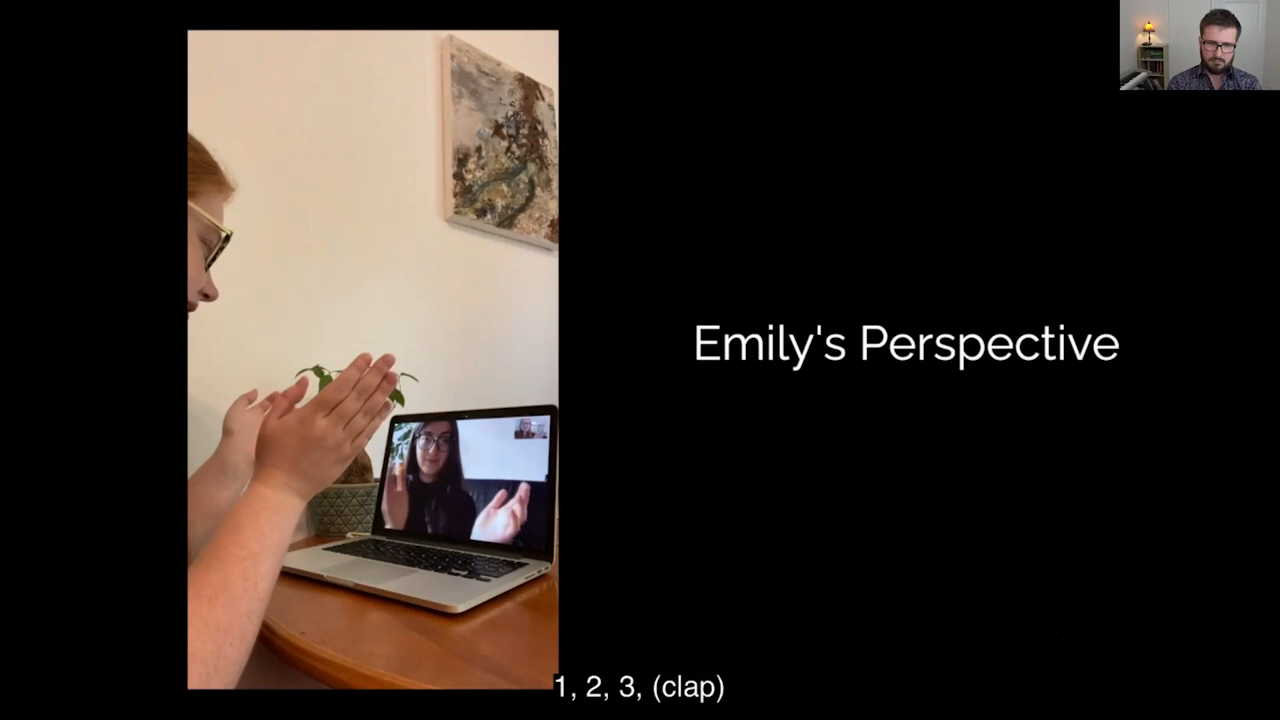 Emily's Perspective
1, 2, 3, (clap)